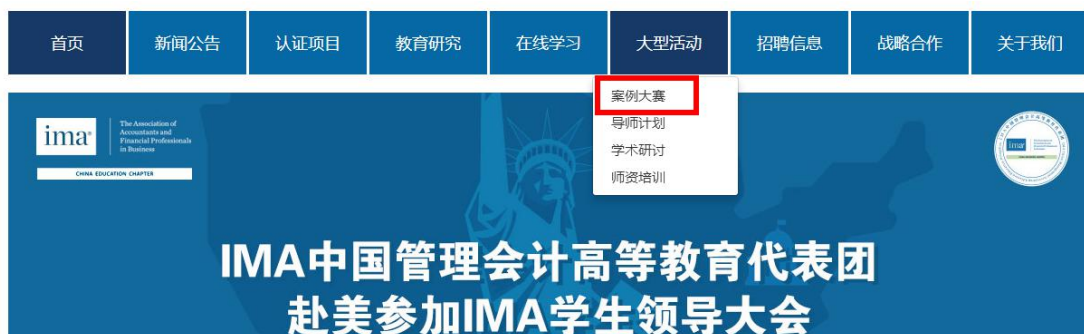 首页 新闻公告 认证项目 教育研究 在线学习 大型活动 招聘信息 战略合作 关于我们
案例大赛
导师计划
学术研讨
师资培训
ima®
The Association of
Accountants and
Financial Professionals
in Business
CHINA EDUCATION CHAPTER
ima
IMA中国管理会计高等教育代表团
赴美参加IMA学生领导大会